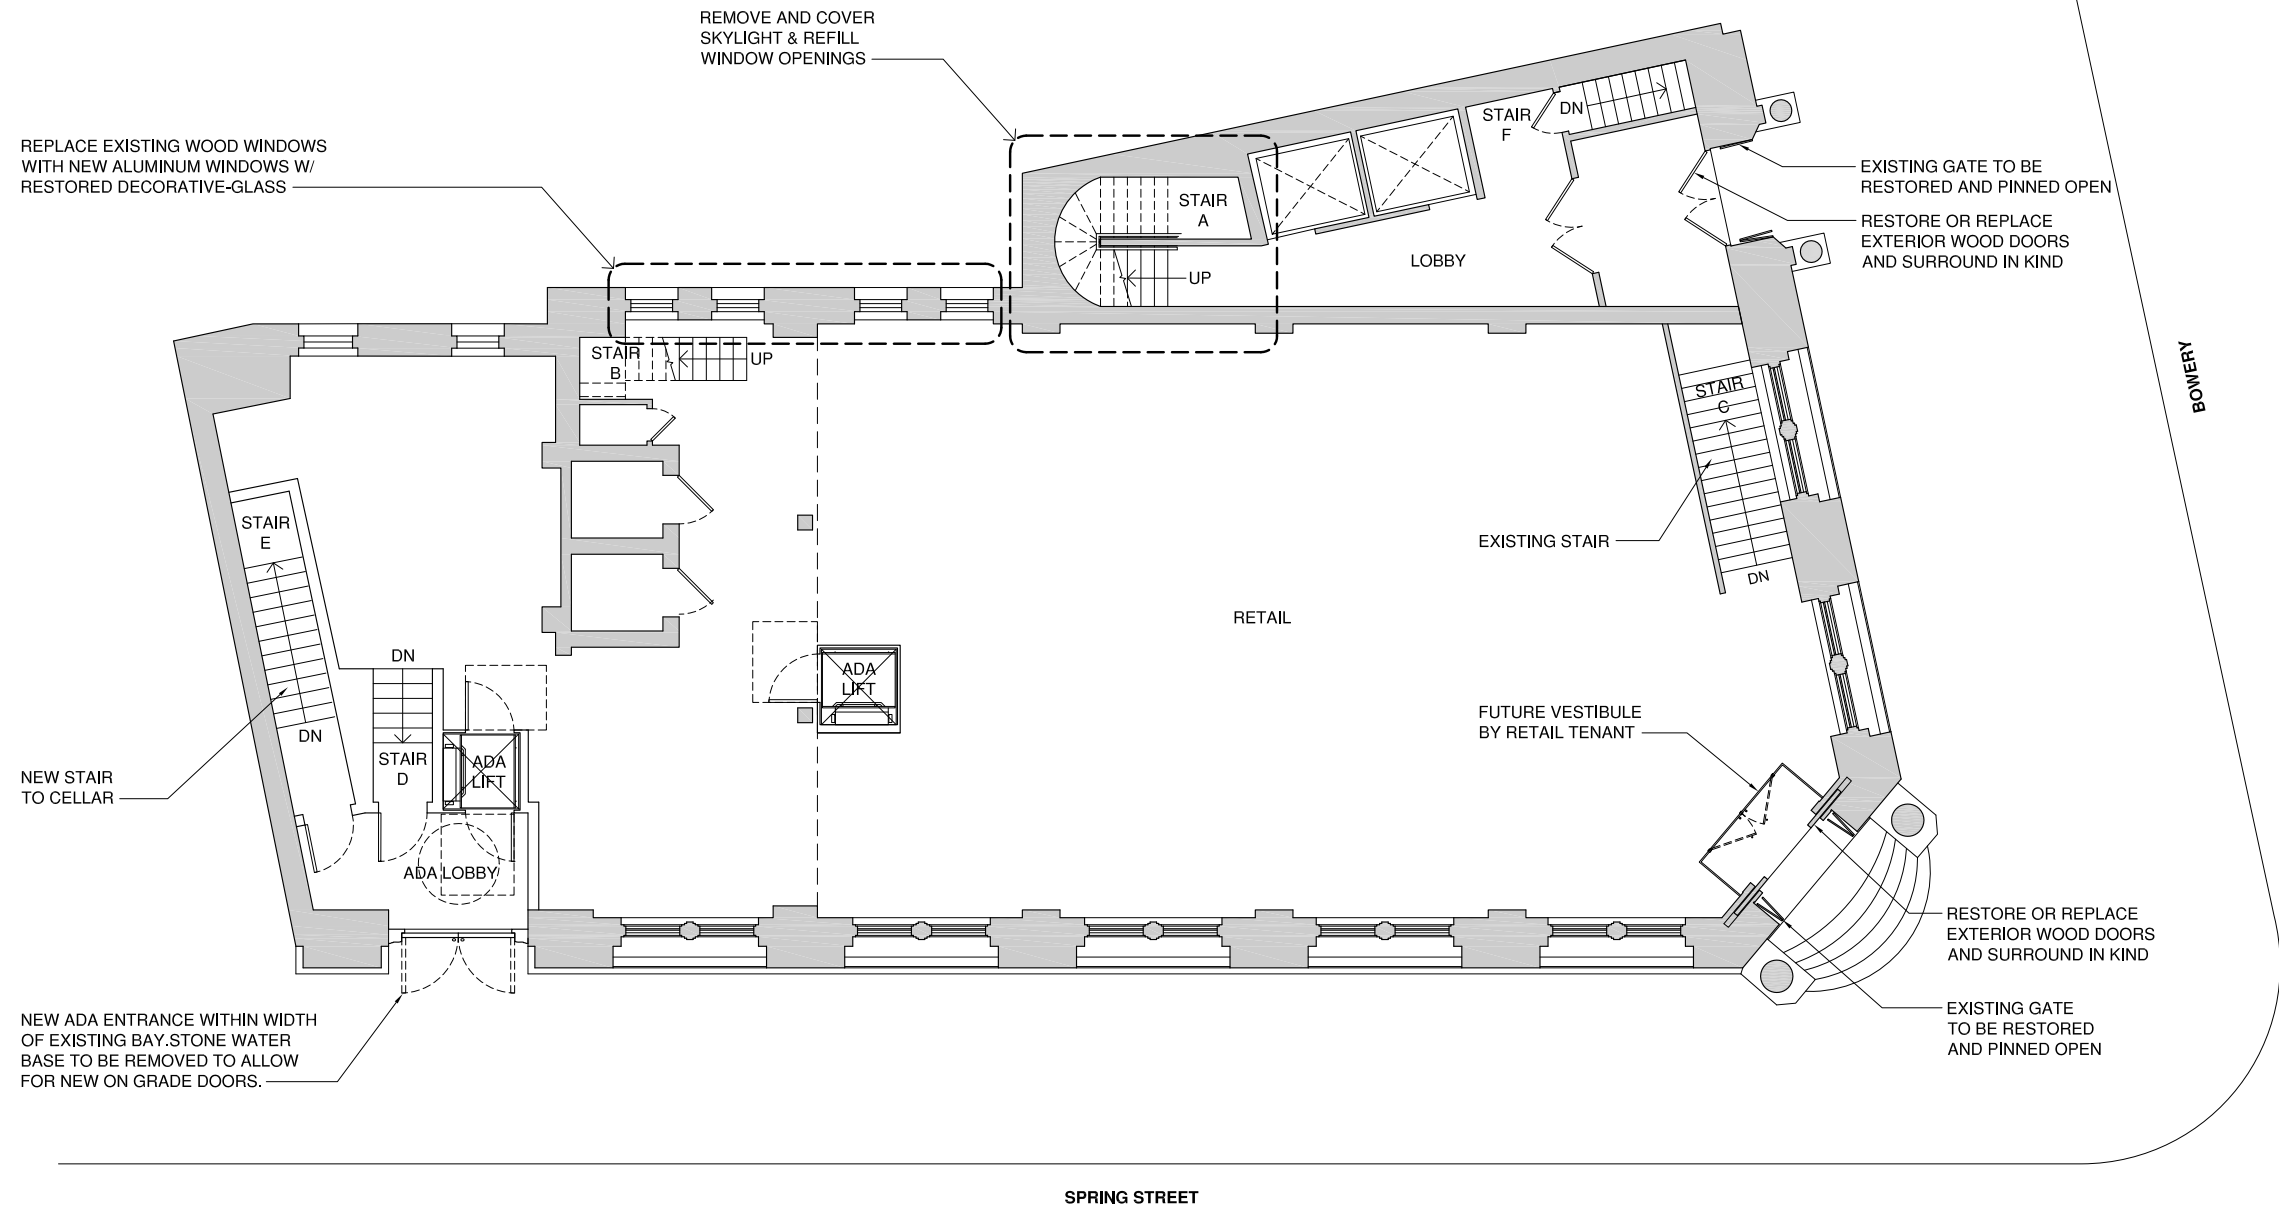 REMOVE AND COVER
SKYLIGHT & REFILL
WINDOW OPENINGS
REPLACE EXISTING WOOD WINDOWS
WITH NEW ALUMINUM WINDOWS W/
RESTORED DECORATIVE-GLASS
STAIR
F
DN
EXISTING GATE TO BE
RESTORED AND PINNED OPEN
RESTORE OR REPLACE
EXTERIOR WOOD DOORS
AND SURROUND IN KIND
STAIR
A
UP
LOBBY
STAIR
B
UP
STAIR
C
DN
BOWERY
STAIR
E
DN
EXISTING STAIR
RETAIL
DN
STAIR
D
ADA
LIFT
ADA
LIFT
FUTURE VESTIBULE
BY RETAIL TENANT
NEW STAIR
TO CELLAR
ADA LOBBY
RESTORE OR REPLACE
EXTERIOR WOOD DOORS
AND SURROUND IN KIND
EXISTING GATE
TO BE RESTORED
AND PINNED OPEN
NEW ADA ENTRANCE WITHIN WIDTH
OF EXISTING BAY.STONE WATER
BASE TO BE REMOVED TO ALLOW
FOR NEW ON GRADE DOORS.
SPRING STREET